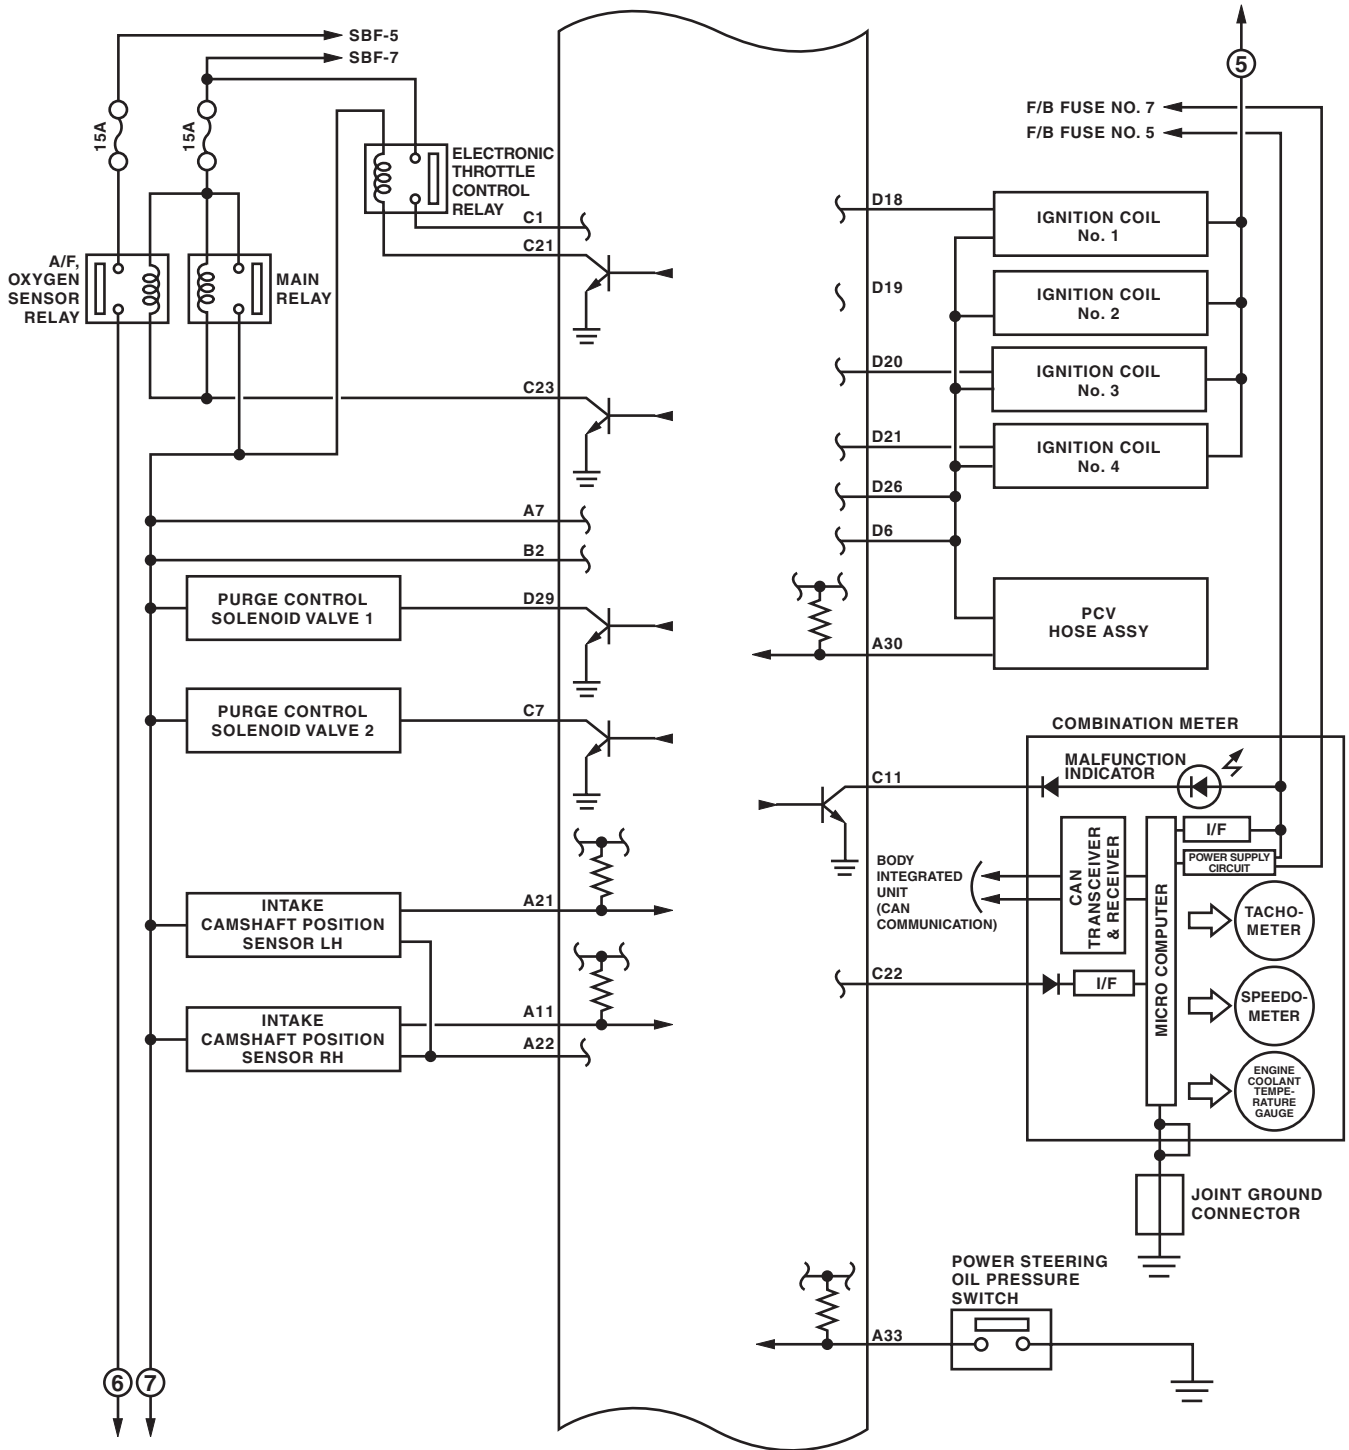 SBF-5
SBF-7
5
15A
15A
F/B FUSE NO. 7
F/B FUSE NO. 5
ELECTRONIC
THROTTLE
CONTROL
RELAY
C1
C21
A/F,
OXYGEN
SENSOR
RELAY
MAIN
RELAY
C23
A7
B2
PURGE CONTROL
SOLENOID VALVE 1
D29
PURGE CONTROL
SOLENOID VALVE 2
C7
INTAKE
CAMSHAFT POSITION
SENSOR LH
A21
INTAKE
CAMSHAFT POSITION
SENSOR RH
A11
A22
6
7
D18
IGNITION COIL
No. 1
D19
IGNITION COIL
No. 2
D20
IGNITION COIL
No. 3
D21
IGNITION COIL
No. 4
D26
D6
PCV
HOSE ASSY
A30
COMBINATION METER
MALFUNCTION
INDICATOR
C11
I/F
POWER SUPPLY
CIRCUIT
BODY
INTEGRATED
UNIT
(CAN
COMMUNICATION)
CAN
TRANSCEIVER
& RECEIVER
MICRO COMPUTER
TACHO-
METER
C22
I/F
SPEEDO-
METER
ENGINE
COOLANT
TEMPE-
RATURE
GAUGE
JOINT GROUND
CONNECTOR
POWER STEERING
OIL PRESSURE
SWITCH
A33